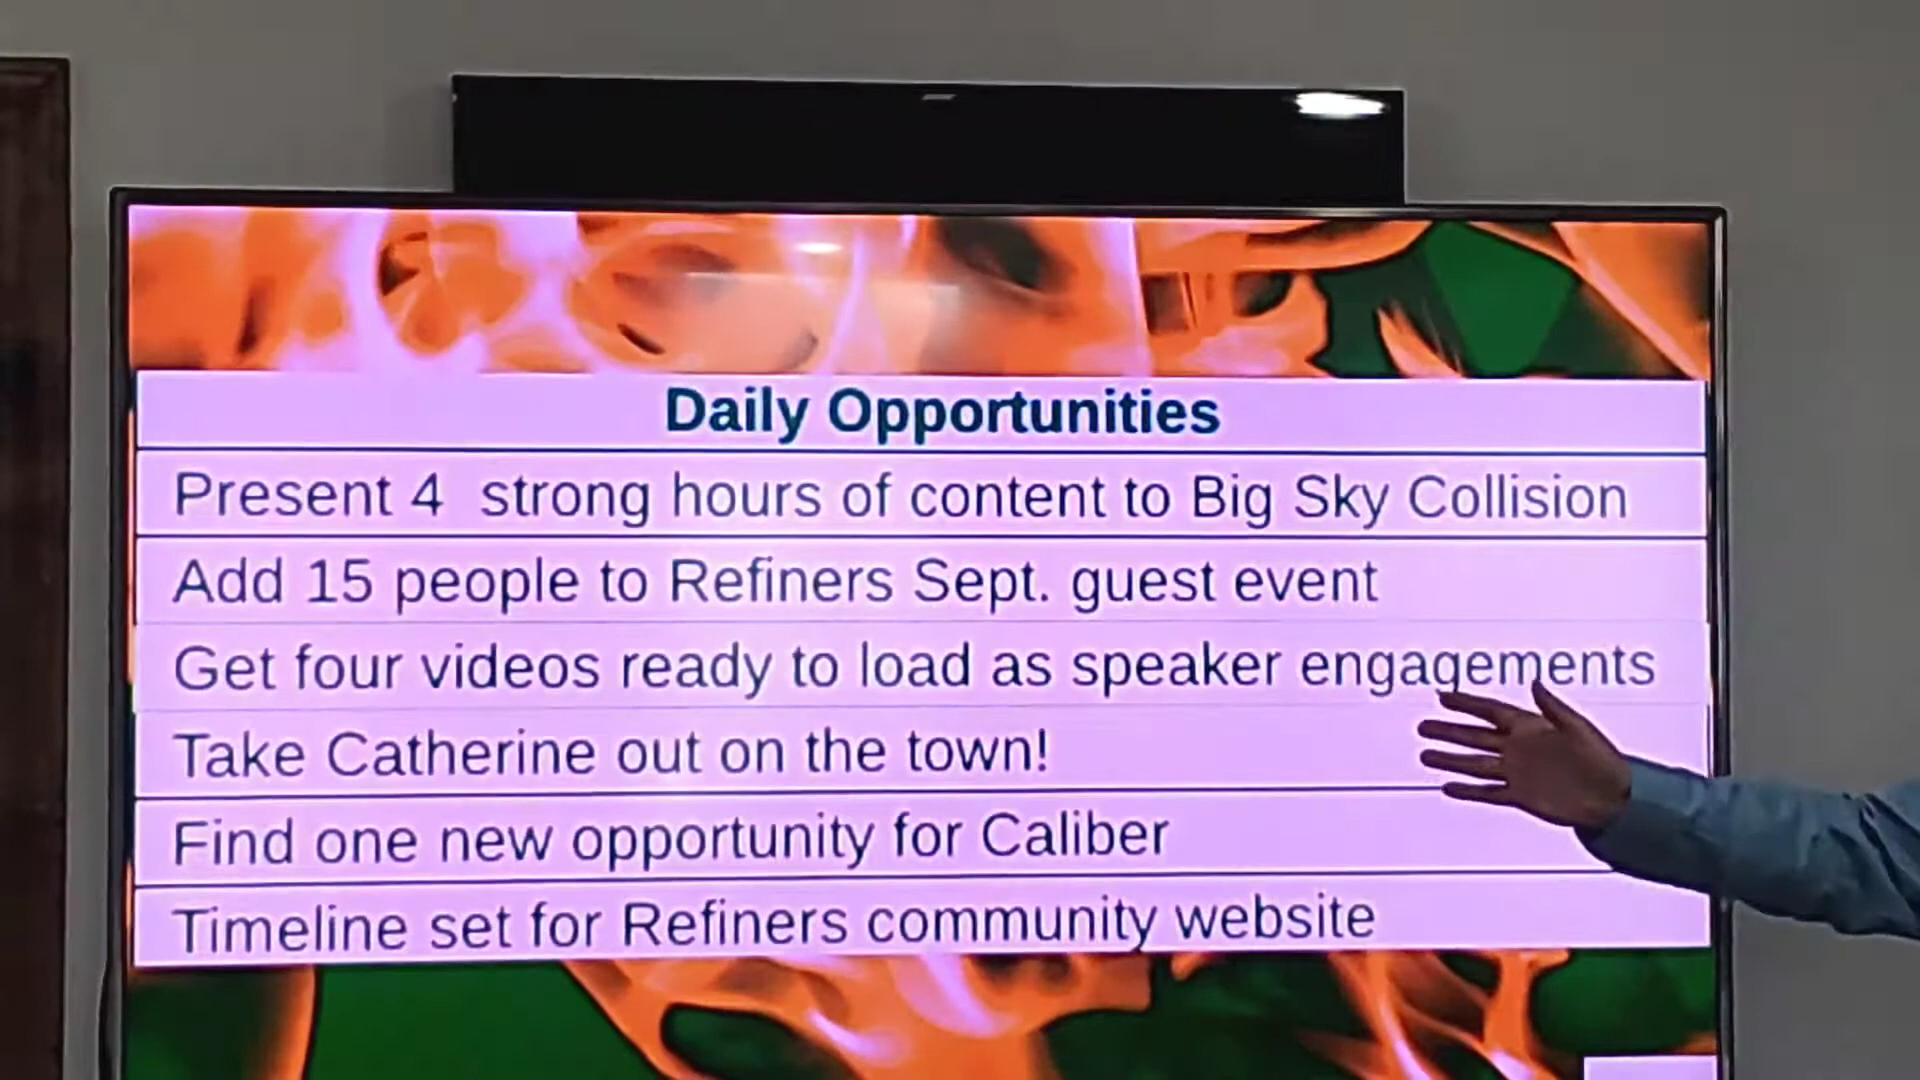 Daily Opportunities
Present 4 strong hours of content to Big Sky Collision
Add 15 people to Refiners Sept. guest event
Get four videos ready to load as speaker engagements
Take Catherine out on the town!
Find one new opportunity for Caliber
Timeline set for Refiners community website